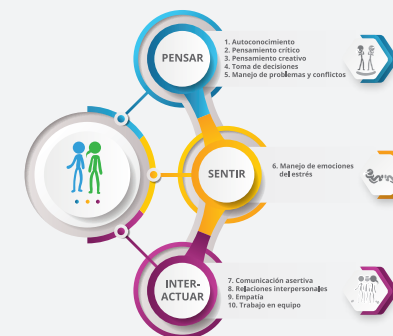 PENSAR
1. Autoconocimiento
2. Pensamiento crítico
3. Pensamiento creativo
4. Toma de decisiones
5. Manejo de problemas y conflictos
SENTIR
6. Manejo de emociones
del estrés
INTER-
ACTUAR
7. Comunicación asertiva
8. Relaciones interpersonales
9. Empatía
10. Trabajo en equipo